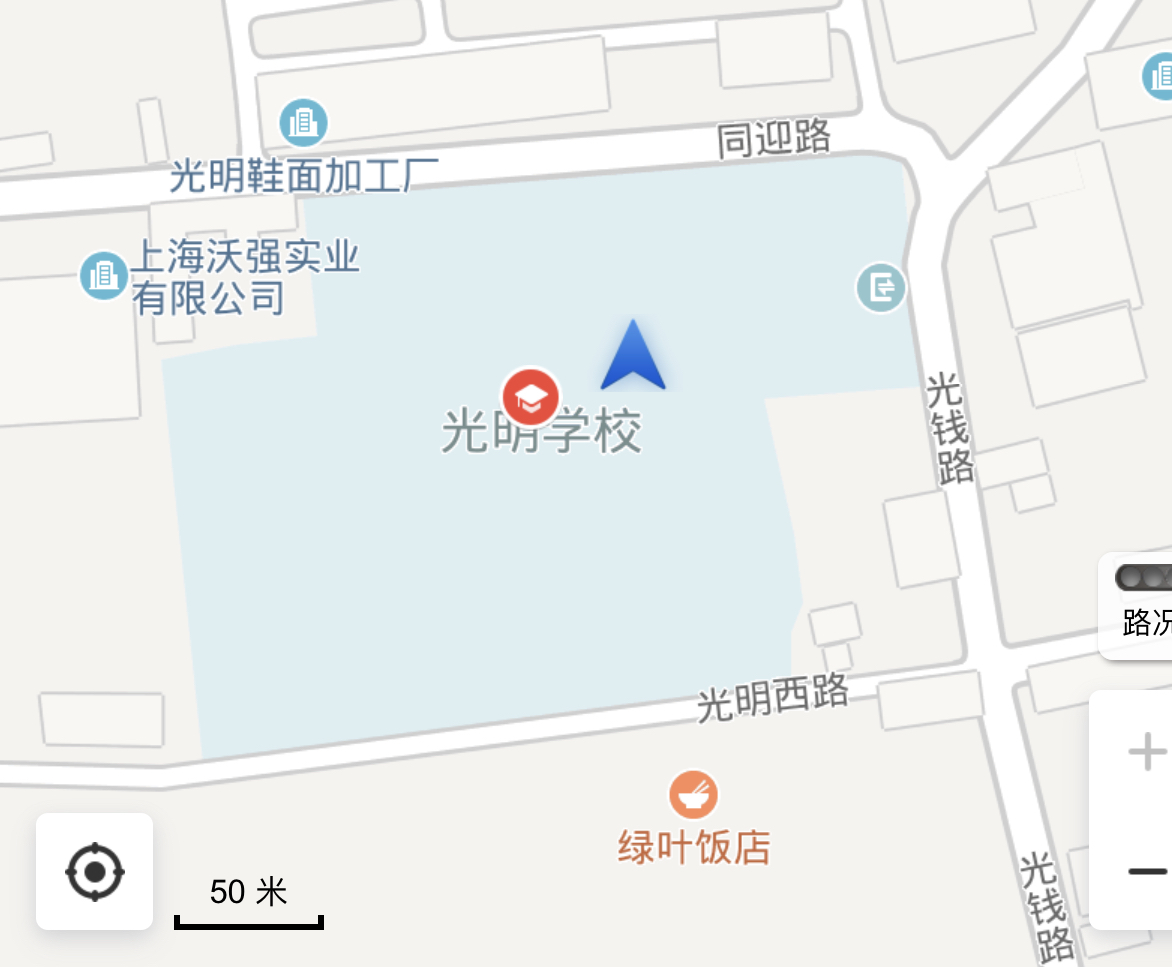 同迎路
光明鞋面加工厂
上海沃强实业
有限公司
光钱路
光明学校
路况
光明西路
绿叶饭店
50 米
光钱路